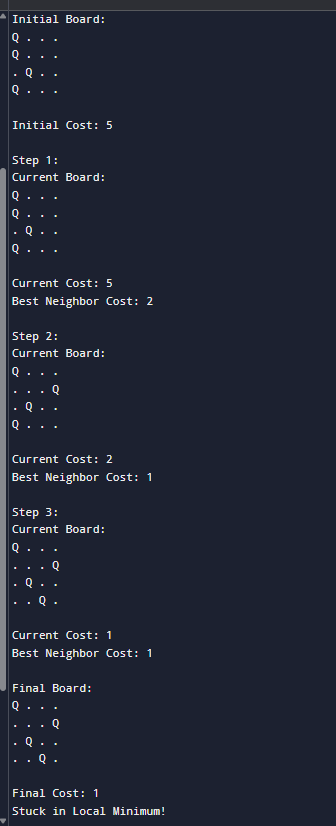 Initial Board:
Q . . .
Q . . .
. Q . .
Q . . .
Initial Cost: 5
Step 1:
Current Board:
Q . . .
Q . . .
. Q . .
Q . . .
Current Cost: 5
Best Neighbor Cost: 2
Step 2:
Current Board:
Q . . .
. . . Q
. Q . .
Q . . .
Current Cost: 2
Best Neighbor Cost: 1
Step 3:
Current Board:
Q . . .
. . . Q
. Q . .
. . Q .
Current Cost: 1
Best Neighbor Cost: 1
Final Board:
Q . . .
. . . Q
. Q . .
. . Q .
Final Cost: 1
Stuck in Local Minimum!